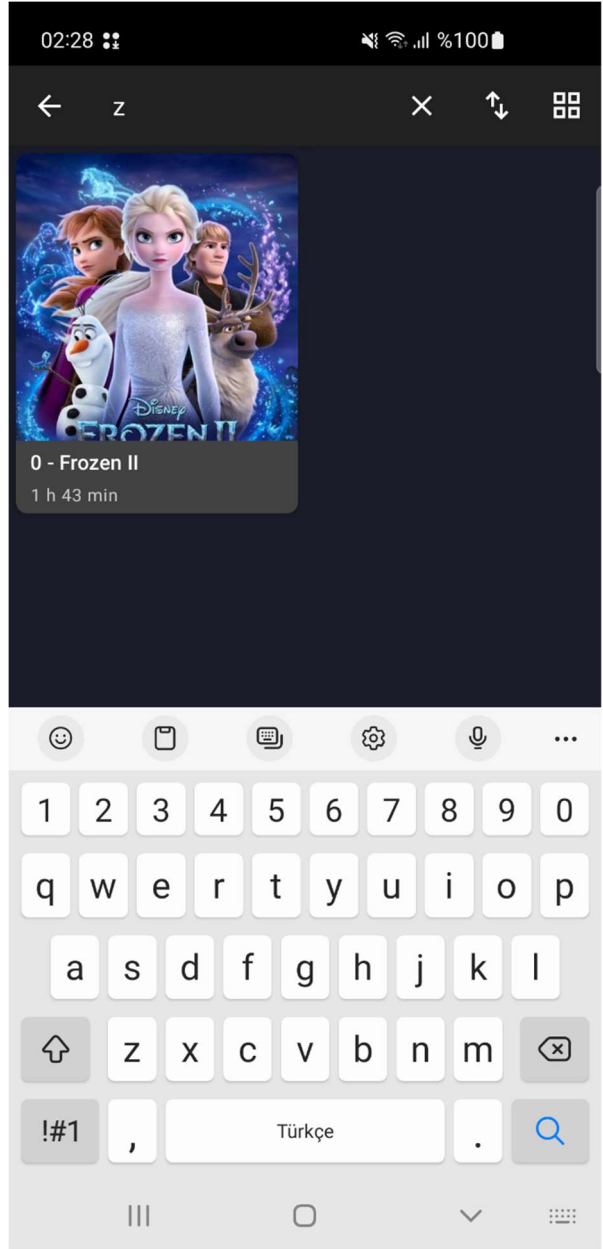 02:28 %100
z
DISNEY
FROZEN II
0 - Frozen II
1 h 43 min
1 2 3 4 5 6 7 8 9 0
q w e r t y u i o p
a s d f g h j k l
z x c v b n m
!#1 , Türkçe .